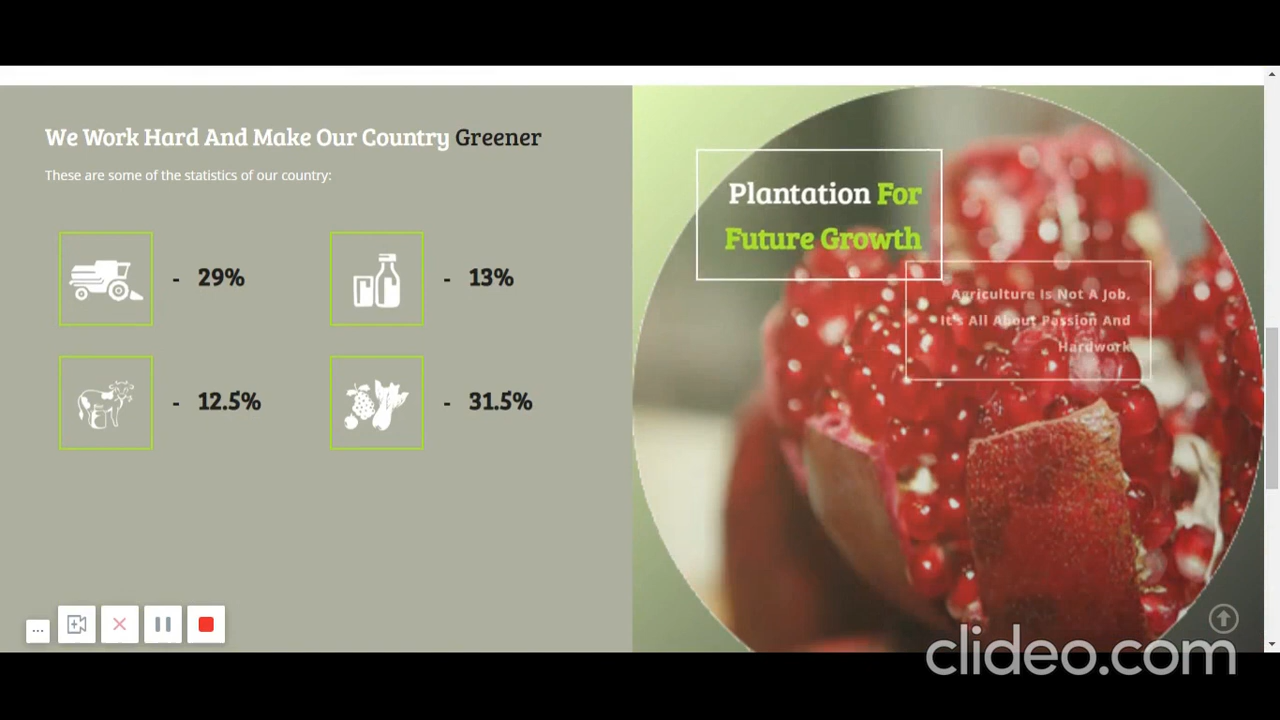 We Work Hard And Make Our Country Greener
These are some of the statistics of our country:
- 29%
- 13%
- 12.5%
- 31.5%
Plantation For
Future Growth
Agriculture Is Not A Job,
It's All About Passion And
Hardwork
...
clideo.com